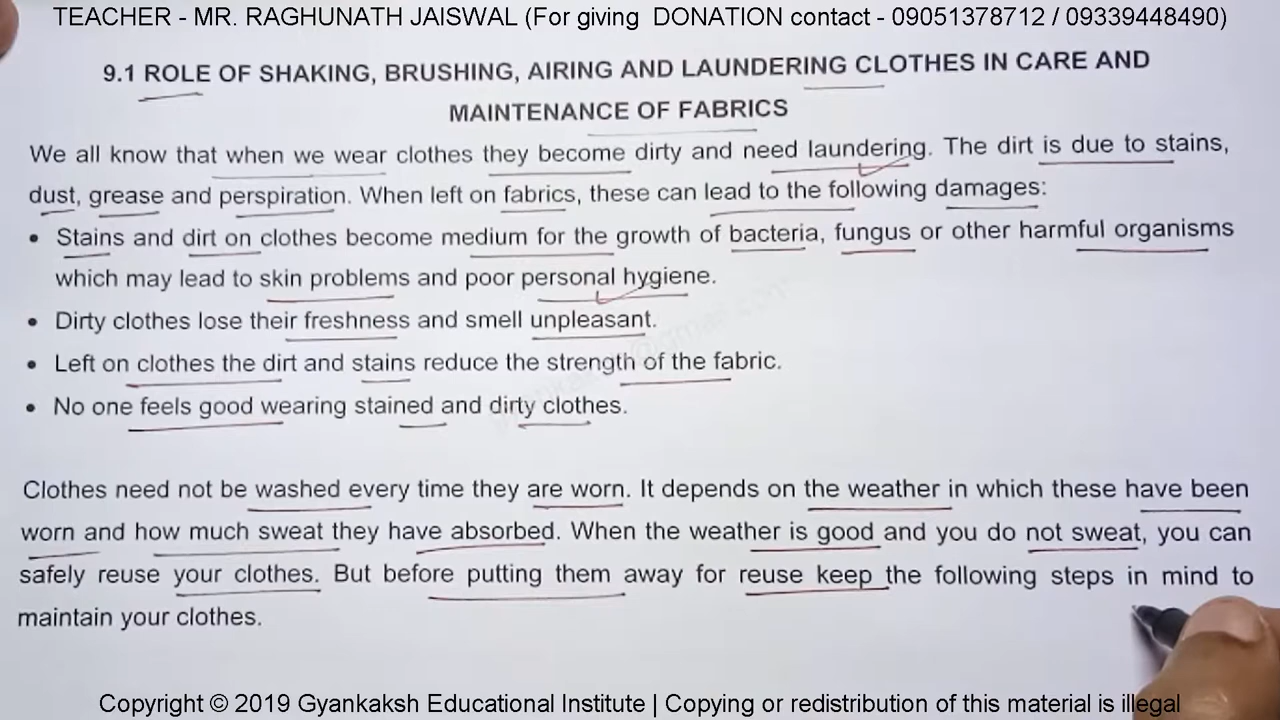 TEACHER - MR. RAGHUNATH JAISWAL (For giving DONATION contact - 09051378712 / 09339448490)
9.1 ROLE OF SHAKING, BRUSHING, AIRING AND LAUNDERING CLOTHES IN CARE AND
MAINTENANCE OF FABRICS
We all know that when we wear clothes they become dirty and need laundering. The dirt is due to stains,
dust, grease and perspiration. When left on fabrics, these can lead to the following damages:
• Stains and dirt on clothes become medium for the growth of bacteria, fungus or other harmful organisms
which may lead to skin problems and poor personal hygiene.
• Dirty clothes lose their freshness and smell unpleasant.
• Left on clothes the dirt and stains reduce the strength of the fabric.
• No one feels good wearing stained and dirty clothes.
Clothes need not be washed every time they are worn. It depends on the weather in which these have been
worn and how much sweat they have absorbed. When the weather is good and you do not sweat, you can
safely reuse your clothes. But before putting them away for reuse keep the following steps in mind to
maintain your clothes.
Copyright © 2019 Gyankaksh Educational Institute | Copying or redistribution of this material is illegal